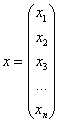 x₁
x₂
x = x₃
...
xₙ